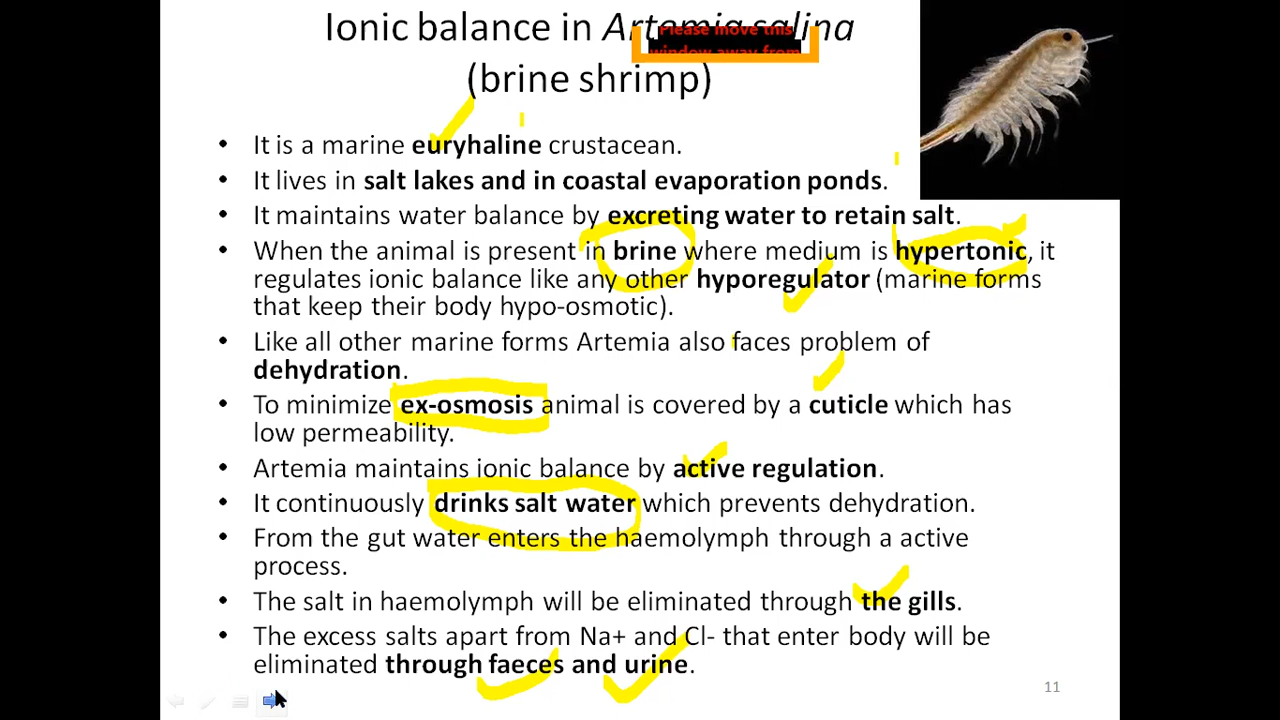 Ionic balance in Artemia salina
Please move this
window away from
(brine shrimp)
• It is a marine euryhaline crustacean.
• It lives in salt lakes and in coastal evaporation ponds.
• It maintains water balance by excreting water to retain salt.
• When the animal is present in brine where medium is hypertonic, it
regulates ionic balance like any other hyporegulator (marine forms
that keep their body hypo-osmotic).
• Like all other marine forms Artemia also faces problem of
dehydration.
• To minimize ex-osmosis animal is covered by a cuticle which has
low permeability.
• Artemia maintains ionic balance by active regulation.
• It continuously drinks salt water which prevents dehydration.
• From the gut water enters the haemolymph through a active
process.
• The salt in haemolymph will be eliminated through the gills.
• The excess salts apart from Na+ and Cl- that enter body will be
eliminated through faeces and urine.
11